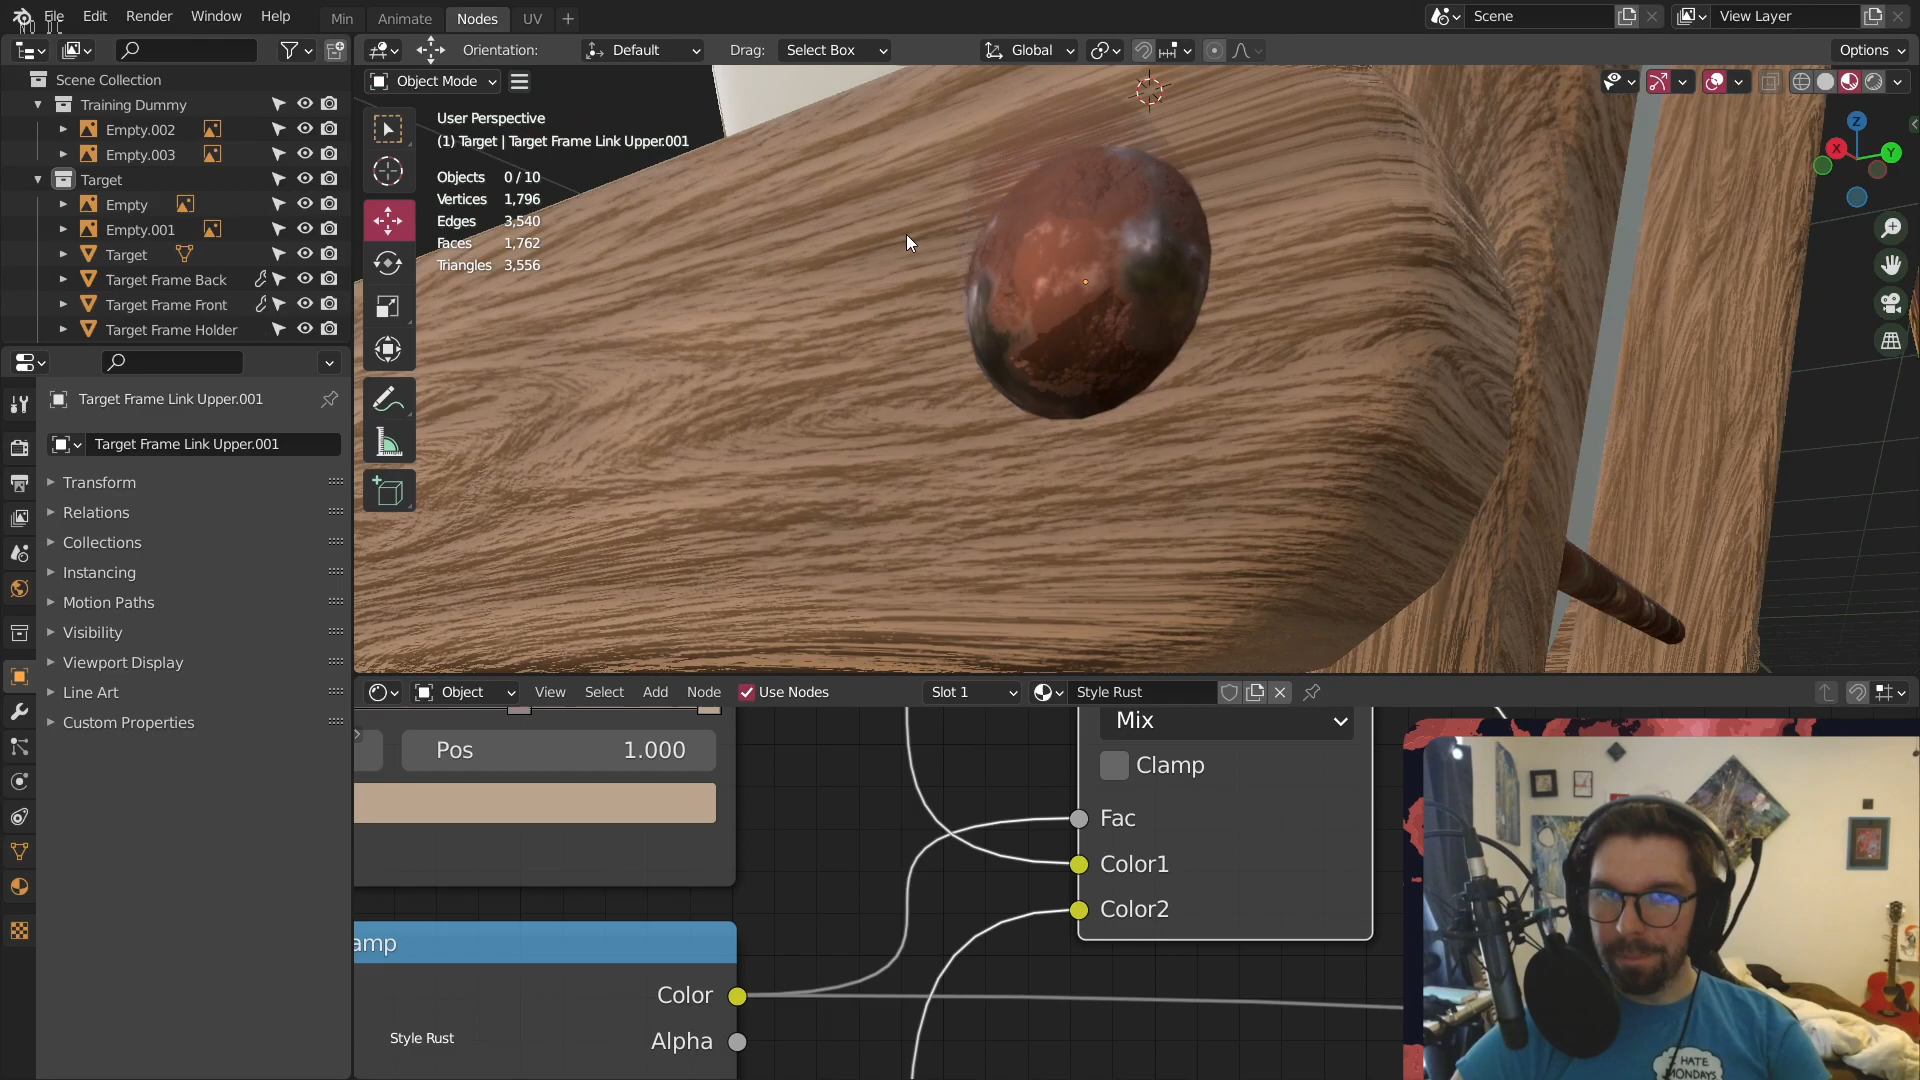 File Edit Render Window Help Min Animate Nodes UV + Scene View Layer
Orientation: Default Drag: Select Box Global Options
Object Mode
Scene Collection
Training Dummy
Empty.002
Empty.003
Target
Empty
Empty.001
Target
Target Frame Back
Target Frame Front
Target Frame Holder
User Perspective
(1) Target | Target Frame Link Upper.001
Objects 0 / 10
Vertices 1,796
Edges 3,540
Faces 1,762
Triangles 3,556
Z
X
Y
Target Frame Link Upper.001
Target Frame Link Upper.001
Transform
Relations
Collections
Instancing
Motion Paths
Visibility
Viewport Display
Line Art
Custom Properties
Object View Select Add Node Use Nodes Slot 1 Style Rust
Pos 1.000
Mix
Clamp
Fac
Color1
Color2
amp
Color
Alpha
Style Rust
I HATE
MONDAYS